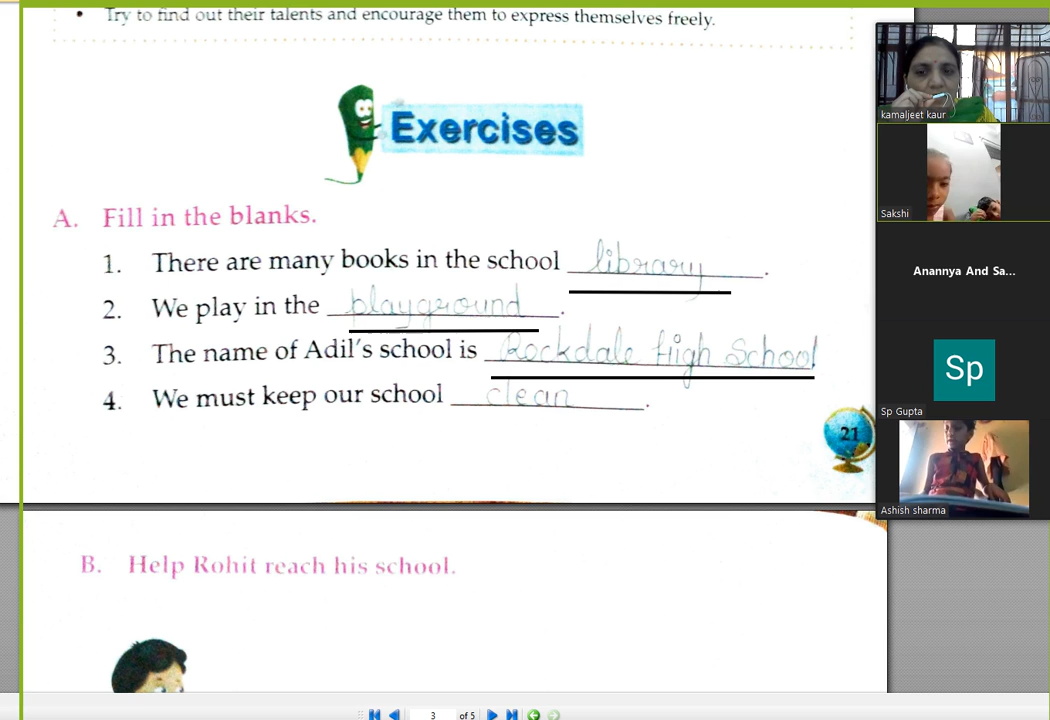 • Try to find out their talents and encourage them to express themselves freely.
Exercises
A. Fill in the blanks.
1. There are many books in the school library.
2. We play in the playground.
3. The name of Adil's school is Rockdale High School
4. We must keep our school clean.
21
B. Help Rohit reach his school.
kamaljeet kaur
Sakshi
Anannya And Sa...
Sp
Sp Gupta
Ashish sharma
3 of 5